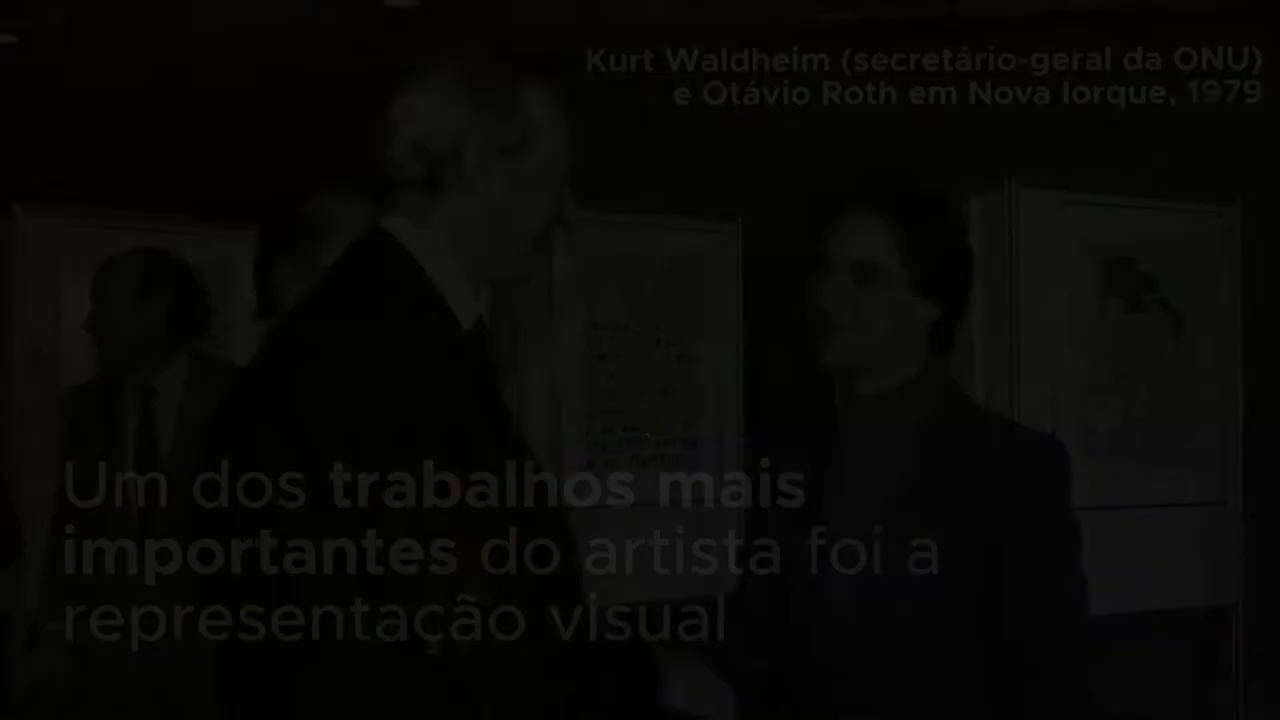 Kurt Waldheim (secretário-geral da ONU)
e Otávio Roth em Nova Iorque, 1979
Um dos trabalhos mais
importantes do artista foi a
representação visual